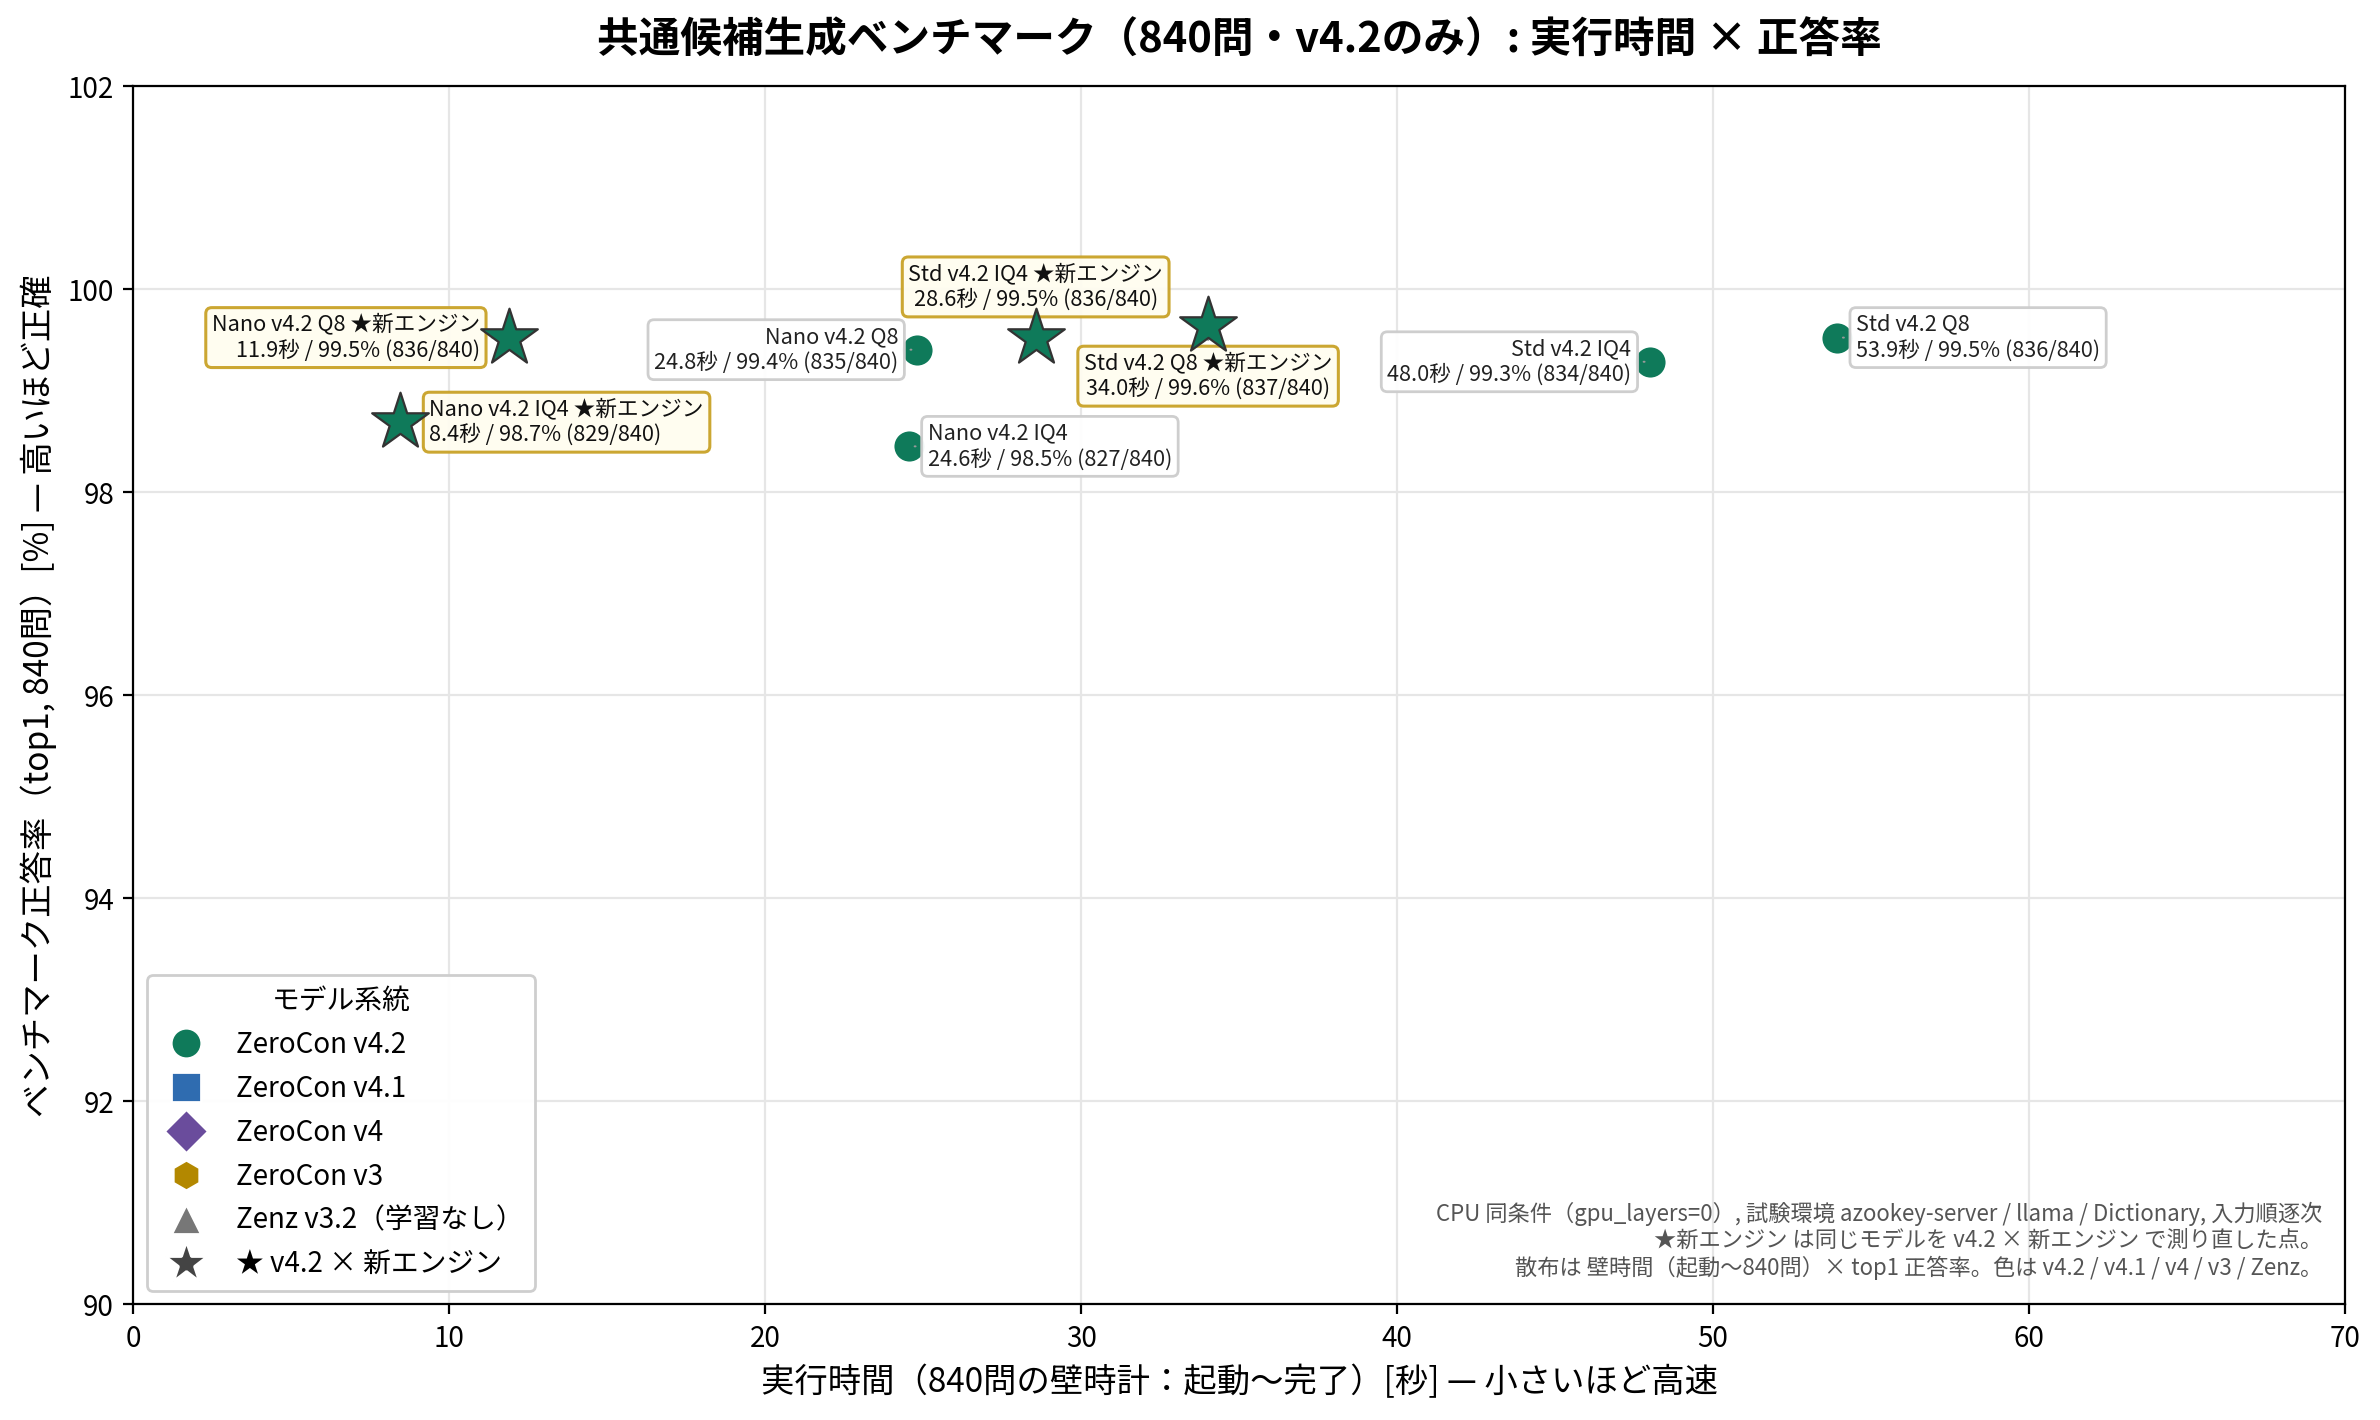 共通候補生成ベンチマーク（840問・v4.2のみ）: 実行時間 × 正答率
ベンチマーク正答率（top1, 840問）[%] — 高いほど正確
102
100
98
96
94
92
90
Nano v4.2 Q8 ★新エンジン
11.9秒 / 99.5% (836/840)
Nano v4.2 IQ4 ★新エンジン
8.4秒 / 98.7% (829/840)
Nano v4.2 Q8
24.8秒 / 99.4% (835/840)
Nano v4.2 IQ4
24.6秒 / 98.5% (827/840)
Std v4.2 IQ4 ★新エンジン
28.6秒 / 99.5% (836/840)
Std v4.2 Q8 ★新エンジン
34.0秒 / 99.6% (837/840)
Std v4.2 IQ4
48.0秒 / 99.3% (834/840)
Std v4.2 Q8
53.9秒 / 99.5% (836/840)
モデル系統
ZeroCon v4.2
ZeroCon v4.1
ZeroCon v4
ZeroCon v3
Zenz v3.2（学習なし）
★ v4.2 × 新エンジン
CPU 同条件（gpu_layers=0）, 試験環境 azookey-server / llama / Dictionary, 入力順逐次
★新エンジン は同じモデルを v4.2 × 新エンジン で測り直した点。
散布は 壁時間（起動〜840問）× top1 正答率。色は v4.2 / v4.1 / v4 / v3 / Zenz。
0 10 20 30 40 50 60 70
実行時間（840問の壁時計：起動〜完了）[秒] — 小さいほど高速